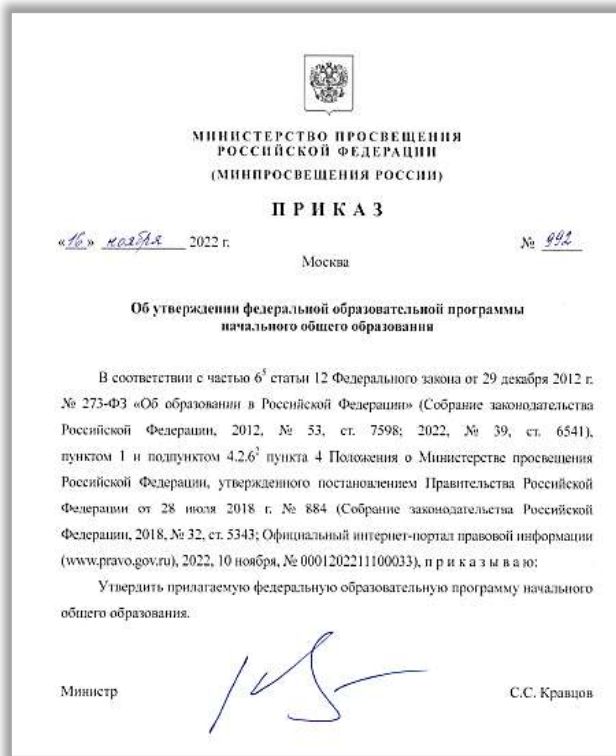 МИНИСТЕРСТВО ПРОСВЕЩЕНИЯ
РОССИЙСКОЙ ФЕДЕРАЦИИ
(МИНПРОСВЕЩЕНИЯ РОССИИ)
ПРИКАЗ
«16» ноября 2022 г. № 992
Москва
Об утверждении федеральной образовательной программы
начального общего образования
В соответствии с частью 6⁵ статьи 12 Федерального закона от 29 декабря 2012 г.
№ 273-ФЗ «Об образовании в Российской Федерации» (Собрание законодательства
Российской Федерации, 2012, № 53, ст. 7598; 2022, № 39, ст. 6541),
пунктом 1 и подпунктом 4.2.6² пункта 4 Положения о Министерстве просвещения
Российской Федерации, утвержденного постановлением Правительства Российской
Федерации от 28 июля 2018 г. № 884 (Собрание законодательства Российской
Федерации, 2018, № 32, ст. 5343; Официальный интернет-портал правовой информации
(www.pravo.gov.ru), 2022, 10 ноября, № 0001202211100033), п р и к а з ы в а ю:
Утвердить прилагаемую федеральную образовательную программу начального
общего образования.
Министр С.С. Кравцов